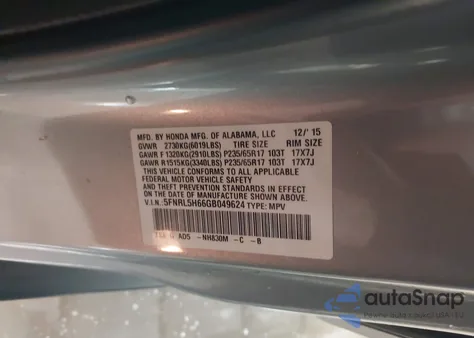 MFD. BY HONDA MFG. OF ALABAMA, LLC 12/'15
GVWR 2730KG(6019LBS) TIRE SIZE RIM SIZE
GAWR F 1320KG(2910LBS) P235/65R17 103T 17X7J
GAWR R1515KG(3340LBS) P235/65R17 103T 17X7J
THIS VEHICLE CONFORMS TO ALL APPLICABLE
FEDERAL MOTOR VEHICLE SAFETY
AND THEFT PREVENTION STANDARDS IN EFFECT
ON THE DATE OF MANUFACTURE SHOWN ABOVE.
V.I.N.: 5FNRL5H66GB049624 TYPE: MPV
AD5 -NH830M -C -B
autoSnap